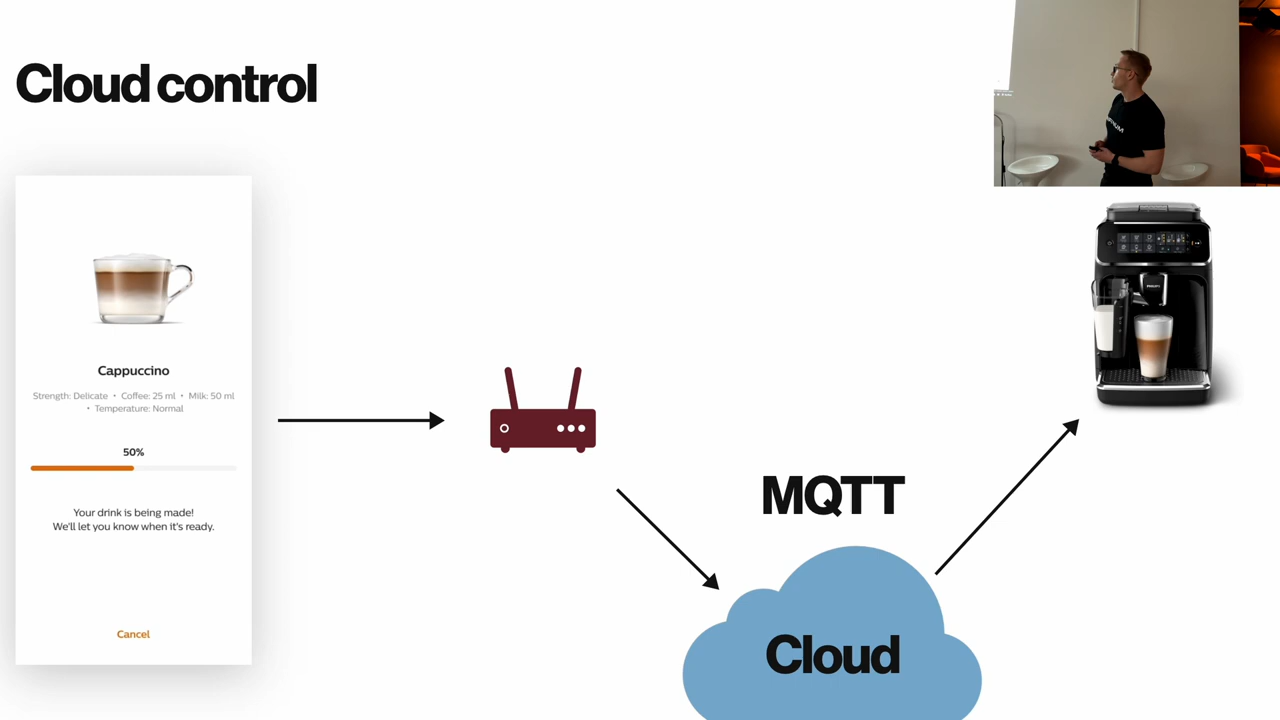 Cloud control
Cappuccino
Strength: Delicate • Coffee: 25 ml • Milk: 50 ml
• Temperature: Normal
50%
Your drink is being made!
We'll let you know when it's ready.
Cancel
MQTT
Cloud
PHILIPS